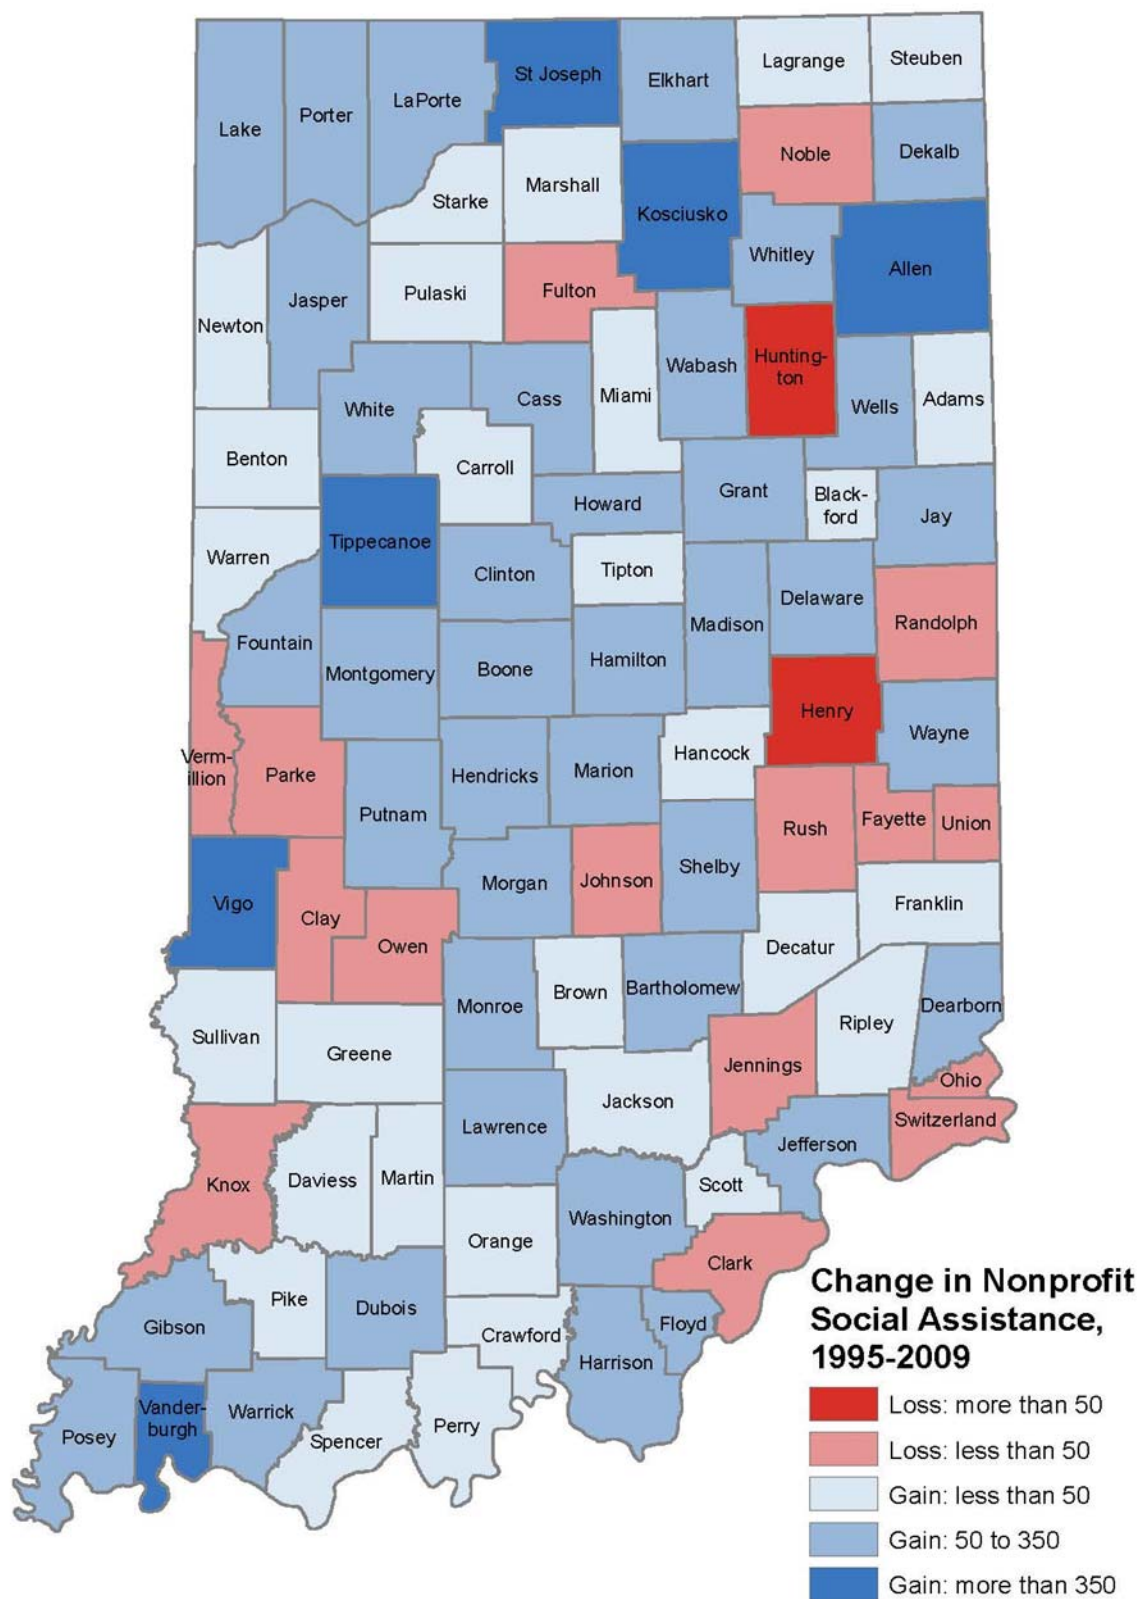 St Joseph
Elkhart
Lagrange
Steuben
LaPorte
Porter
Lake
Noble
Dekalb
Starke
Marshall
Kosciusko
Whitley
Allen
Newton
Jasper
Pulaski
Fulton
Wabash
Hunting-
ton
Miami
Cass
White
Wells
Adams
Benton
Carroll
Howard
Grant
Black-
ford
Jay
Warren
Tippecanoe
Clinton
Tipton
Madison
Delaware
Randolph
Fountain
Montgomery
Boone
Hamilton
Henry
Wayne
Verm-
illion
Parke
Putnam
Hendricks
Marion
Hancock
Rush
Fayette
Union
Vigo
Clay
Owen
Morgan
Johnson
Shelby
Franklin
Decatur
Monroe
Brown
Bartholomew
Ripley
Dearborn
Sullivan
Greene
Jackson
Jennings
Ohio
Switzerland
Lawrence
Jefferson
Knox
Daviess
Martin
Scott
Washington
Orange
Clark
Pike
Dubois
Gibson
Crawford
Floyd
Harrison
Posey
Vander-
burgh
Warrick
Spencer
Perry
Change in Nonprofit
Social Assistance,
1995-2009
Loss: more than 50
Loss: less than 50
Gain: less than 50
Gain: 50 to 350
Gain: more than 350